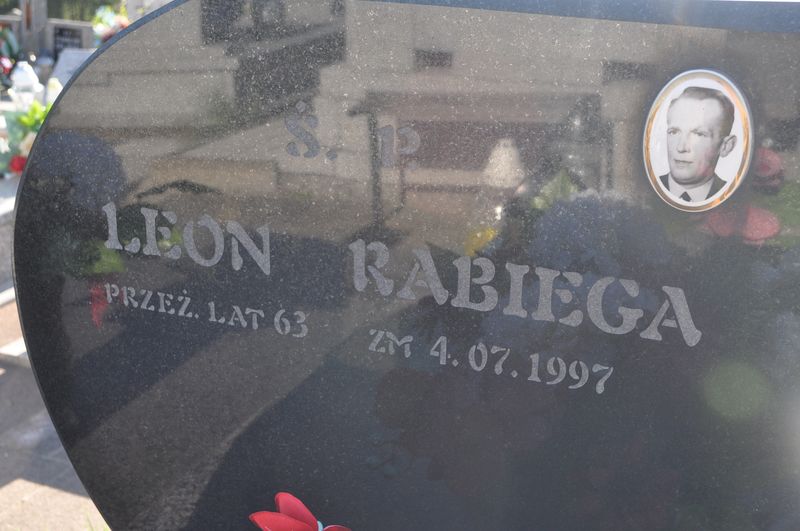 Ś. P
LEON RABIEGA
PRZEŻ. LAT 63 ZM 4.07.1997